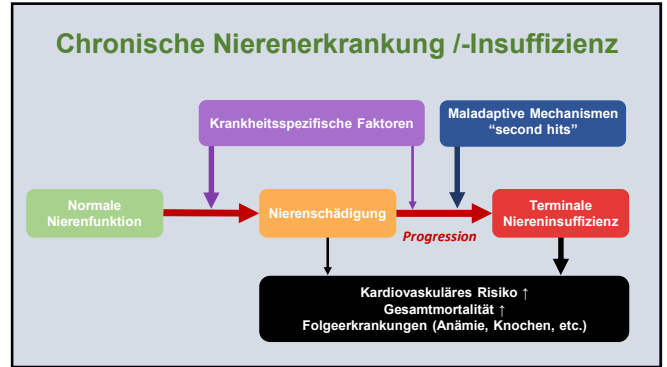 Chronische Nierenerkrankung /-Insuffizienz
Krankheitsspezifische Faktoren
Maladaptive Mechanismen
“second hits”
Normale
Nierenfunktion
Nierenschädigung
Progression
Terminale
Niereninsuffizienz
Kardiovaskuläres Risiko ↑
Gesamtmortalität ↑
Folgeerkrankungen (Anämie, Knochen, etc.)